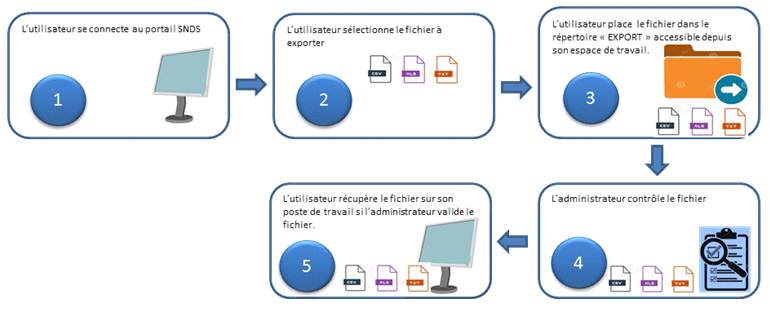 L'utilisateur se connecte au portail SNDS
1
L'utilisateur sélectionne le fichier à
exporter
CSV XLS TXT
2
L'utilisateur place le fichier dans le
répertoire « EXPORT » accessible depuis
son espace de travail.
3
CSV XLS TXT
L'administrateur contrôle le fichier
4
CSV XLS TXT
L'utilisateur récupère le fichier sur son
poste de travail si l'administrateur valide le
fichier.
5
CSV XLS TXT